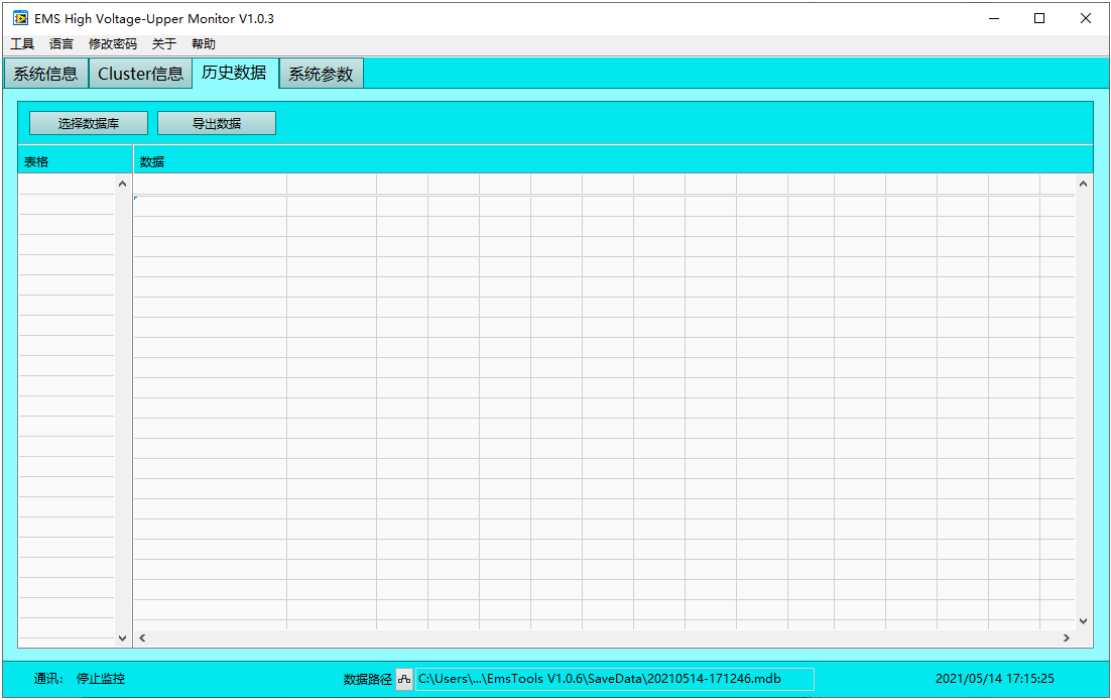 EMS High Voltage-Upper Monitor V1.0.3
工具 语言 修改密码 关于 帮助
系统信息 Cluster信息 历史数据 系统参数
选择数据库 导出数据
表格 数据
通讯: 停止监控 数据路径 C:\Users\...\EmsTools V1.0.6\SaveData\20210514-171246.mdb 2021/05/14 17:15:25